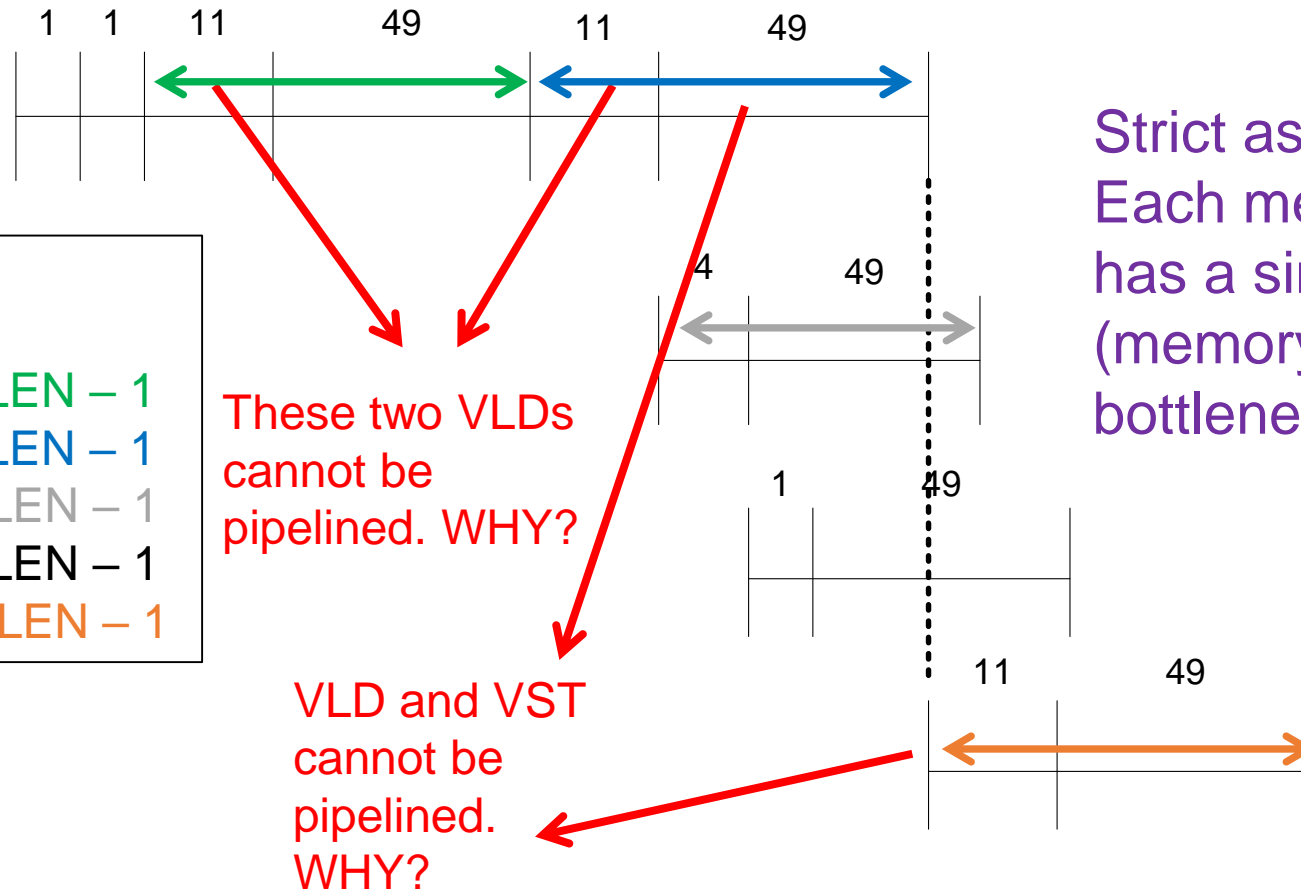 1 1 11 49 11 49
Strict as
Each me
has a sin
(memory
bottlene
4 49
LEN – 1
LEN – 1
LEN – 1
LEN – 1
LEN – 1
These two VLDs
cannot be
pipelined. WHY?
1 49
11 49
VLD and VST
cannot be
pipelined.
WHY?